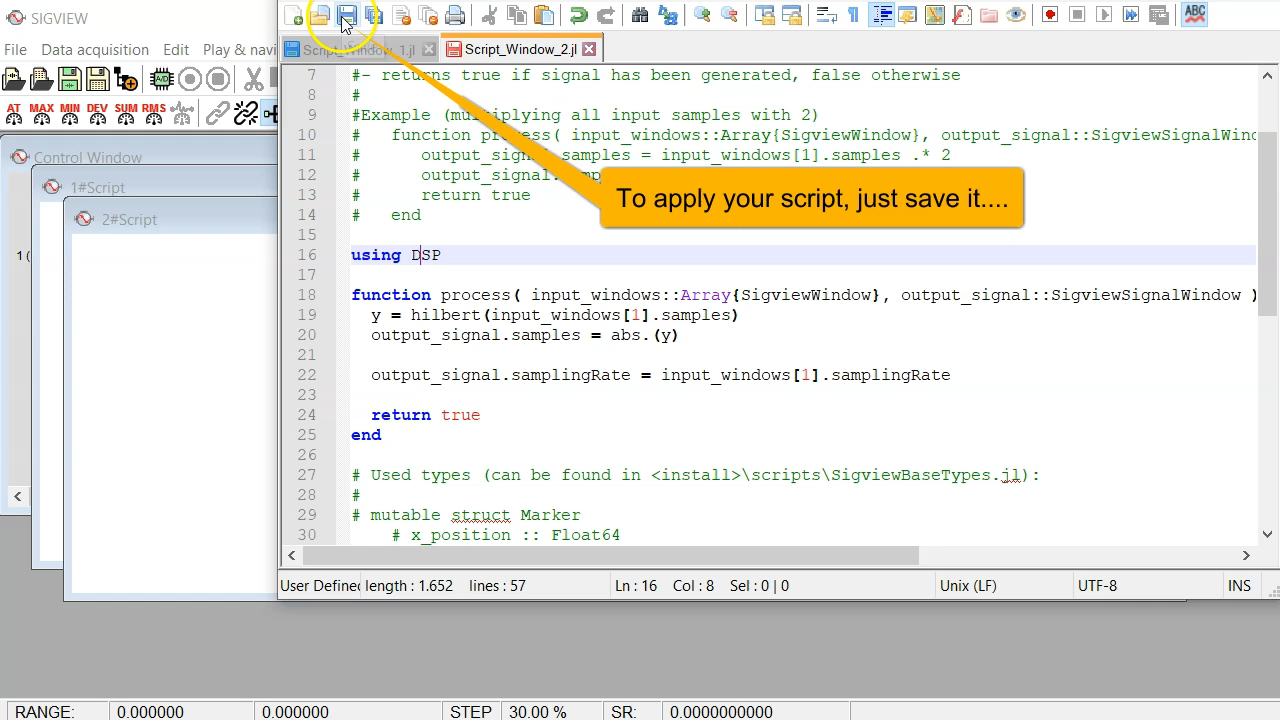 SIGVIEW
File Data acquisition Edit Play & navi
AT MAX MIN DEV SUM RMS
A/D
ABC
Script_Window_1.jl
Script_Window_2.jl
Control Window
1#Script
2#Script
1 (
To apply your script, just save it....
7 #- returns true if signal has been generated, false otherwise
8 #
9 #Example (multiplying all input samples with 2)
10 # function process( input_windows::Array{SigviewWindow}, output_signal::SigviewSignalWind
11 # output_signal.samples = input_windows[1].samples .* 2
12 # output_signal.samp
13 # return true
14 # end
15
16 using DSP
17
18 function process( input_windows::Array{SigviewWindow}, output_signal::SigviewSignalWindow )
19 y = hilbert(input_windows[1].samples)
20 output_signal.samples = abs.(y)
21
22 output_signal.samplingRate = input_windows[1].samplingRate
23
24 return true
25 end
26
27 # Used types (can be found in <install>\scripts\SigviewBaseTypes.jl):
28 #
29 # mutable struct Marker
30 # x_position :: Float64
User Define length : 1.652 lines : 57 Ln : 16 Col : 8 Sel : 0 | 0 Unix (LF) UTF-8 INS
RANGE: 0.000000 0.000000 STEP 30.00 % SR: 0.0000000000